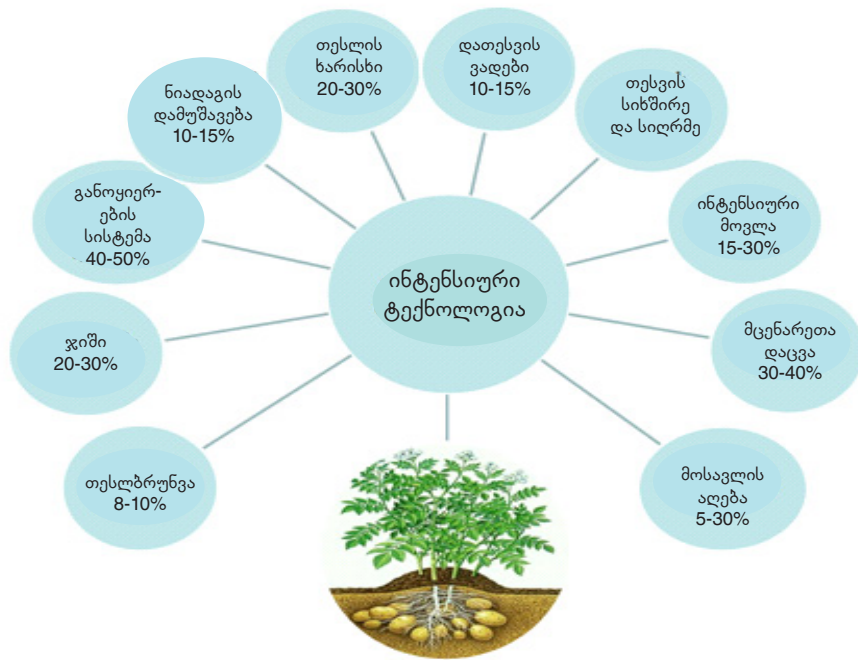 თესლის
ხარისხი
20-30%
დათესვის
ვადები
10-15%
ნიადაგის
დამუშავება
10-15%
თესვის
სიხშირე
და სიღრმე
განოყიერ-
ების
სისტემა
40-50%
ინტენსიური
მოვლა
15-30%
ინტენსიური
ტექნოლოგია
ჯიში
20-30%
მცენარეთა
დაცვა
30-40%
თესლბრუნვა
8-10%
მოსავლის
აღება
5-30%